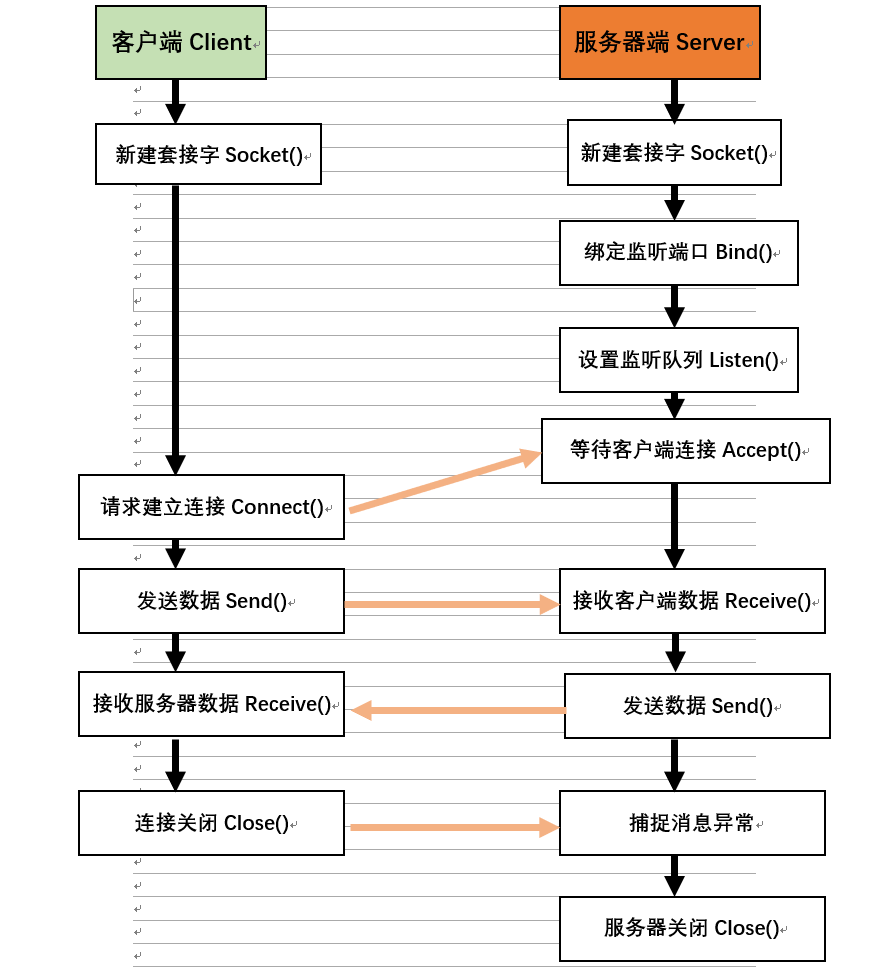 客户端 Client
服务器端 Server
新建套接字 Socket()
新建套接字 Socket()
绑定监听端口 Bind()
设置监听队列 Listen()
等待客户端连接 Accept()
请求建立连接 Connect()
发送数据 Send()
接收客户端数据 Receive()
接收服务器数据 Receive()
发送数据 Send()
连接关闭 Close()
捕捉消息异常
服务器关闭 Close()